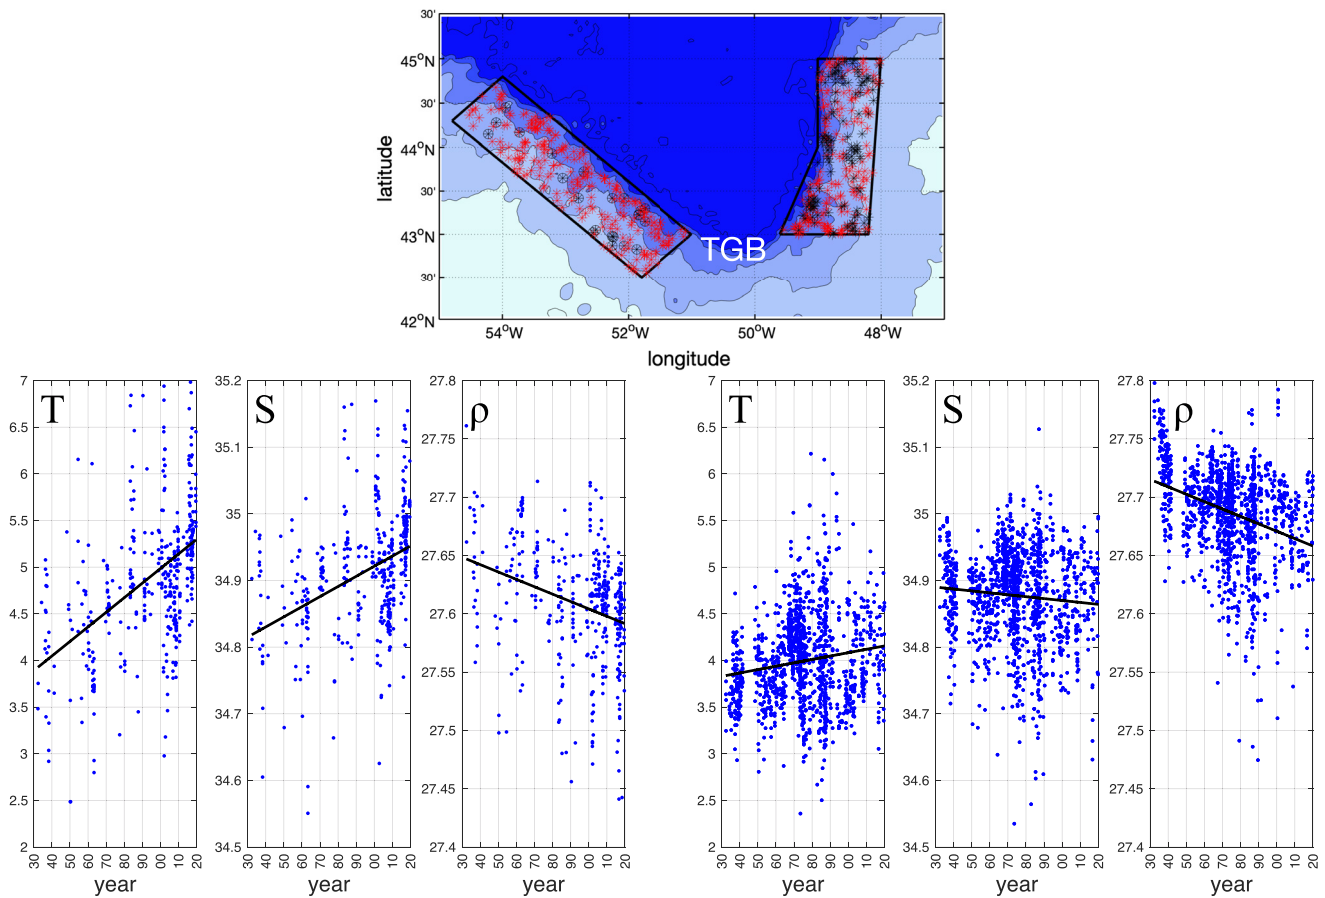 30'
45°N
30'
44°N
30'
43°N
30'
42°N
latitude
TGB
54°W 52°W 50°W 48°W
longitude
T
7
6.5
6
5.5
5
4.5
4
3.5
3
2.5
2
30 40 50 60 70 80 90 00 10 20
year
S
35.2
35.1
35
34.9
34.8
34.7
34.6
34.5
30 40 50 60 70 80 90 00 10 20
year
ρ
27.8
27.75
27.7
27.65
27.6
27.55
27.5
27.45
27.4
30 40 50 60 70 80 90 00 10 20
year
T
7
6.5
6
5.5
5
4.5
4
3.5
3
2.5
2
30 40 50 60 70 80 90 00 10 20
year
S
35.2
35.1
35
34.9
34.8
34.7
34.6
34.5
30 40 50 60 70 80 90 00 10 20
year
ρ
27.8
27.75
27.7
27.65
27.6
27.55
27.5
27.45
27.4
30 40 50 60 70 80 90 00 10 20
year